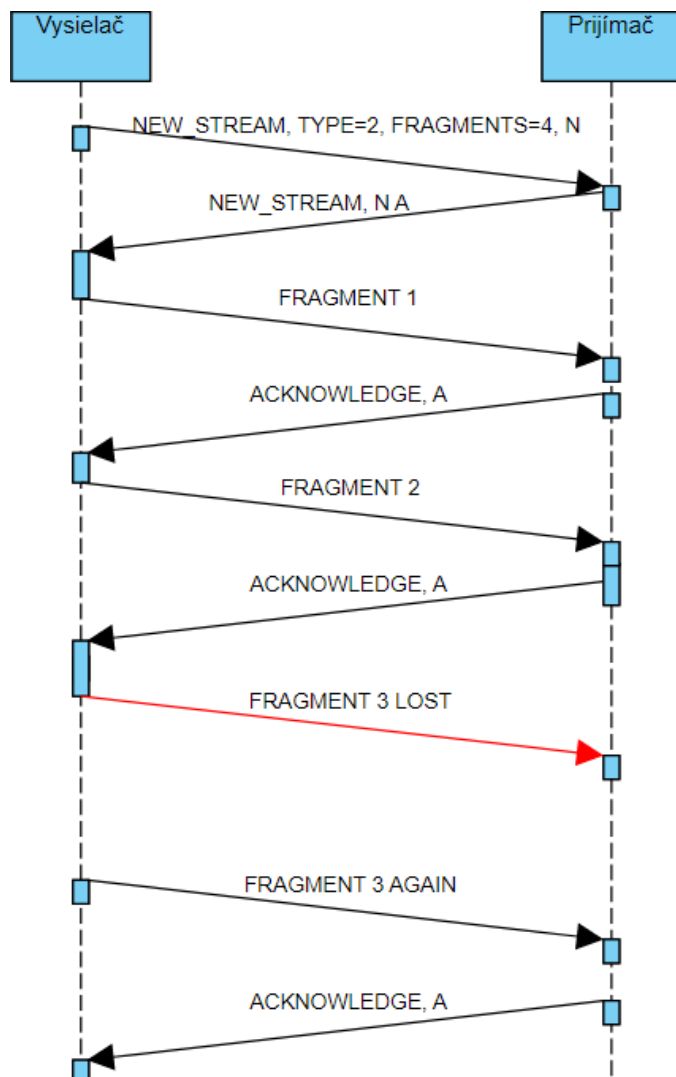 Vysielač
Prijímač
NEW_STREAM, TYPE=2, FRAGMENTS=4, N
NEW_STREAM, N A
FRAGMENT 1
ACKNOWLEDGE, A
FRAGMENT 2
ACKNOWLEDGE, A
FRAGMENT 3 LOST
FRAGMENT 3 AGAIN
ACKNOWLEDGE, A